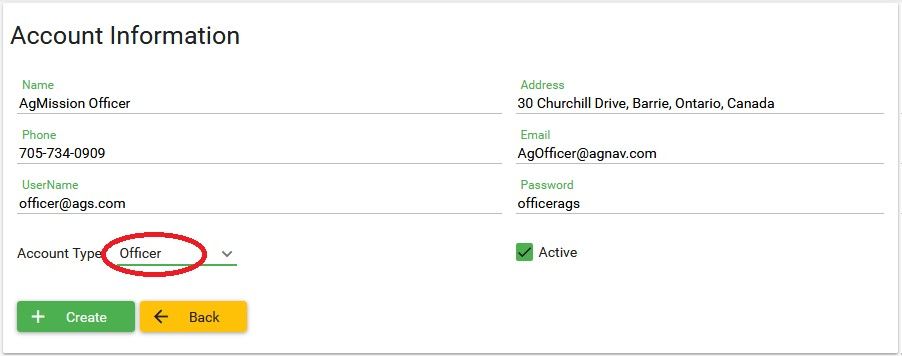 Account Information
Name
AgMission Officer
Address
30 Churchill Drive, Barrie, Ontario, Canada
Phone
705-734-0909
Email
AgOfficer@agnav.com
UserName
officer@ags.com
Password
officerags
Account Type Officer
Active
Create
Back